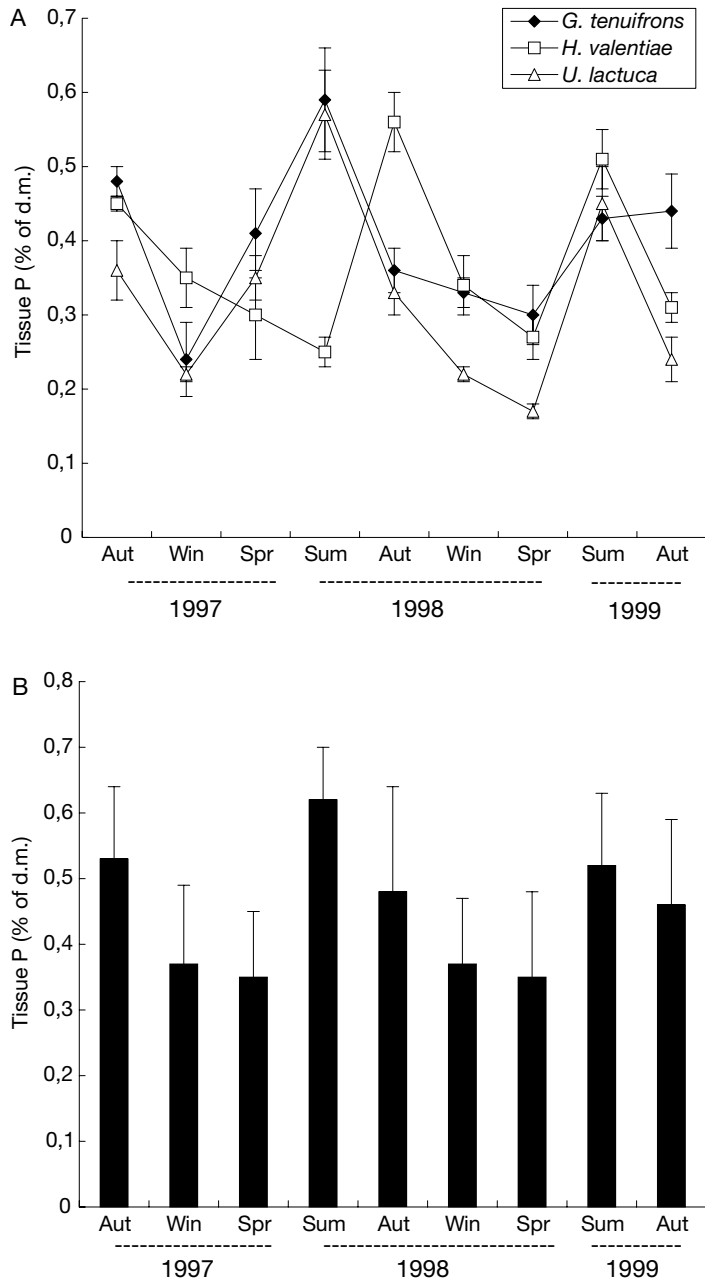 A
0,7
0,6
0,5
0,4
0,3
0,2
0,1
0
Tissue P (% of d.m.)
G. tenuifrons
H. valentiae
U. lactuca
Aut Win Spr Sum Aut Win Spr Sum Aut
1997 1998 1999
B
0,8
0,7
0,6
0,5
0,4
0,3
0,2
0,1
0
Tissue P (% of d.m.)
Aut Win Spr Sum Aut Win Spr Sum Aut
1997 1998 1999